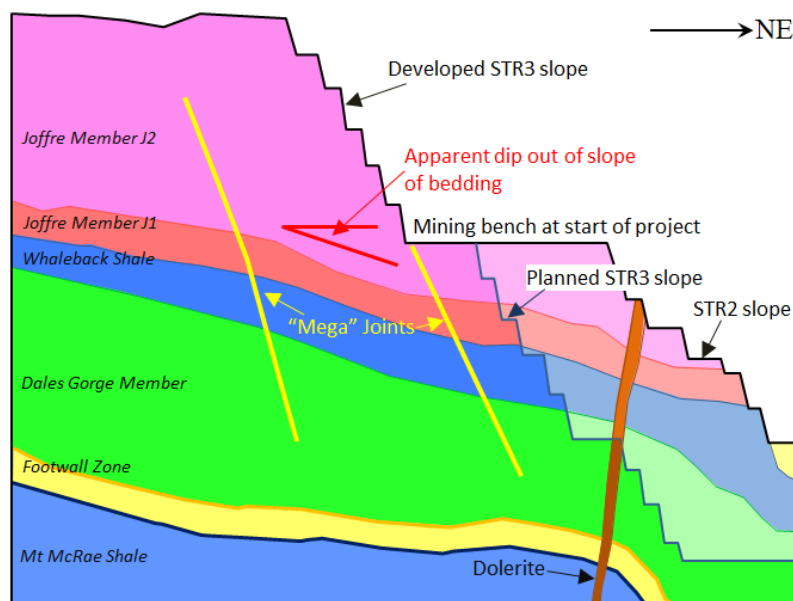 NE
Developed STR3 slope
Joffre Member J2
Apparent dip out of slope
of bedding
Joffre Member J1
Mining bench at start of project
Whaleback Shale
Planned STR3 slope
"Mega" Joints
STR2 slope
Dales Gorge Member
Footwall Zone
Mt McRae Shale
Dolerite